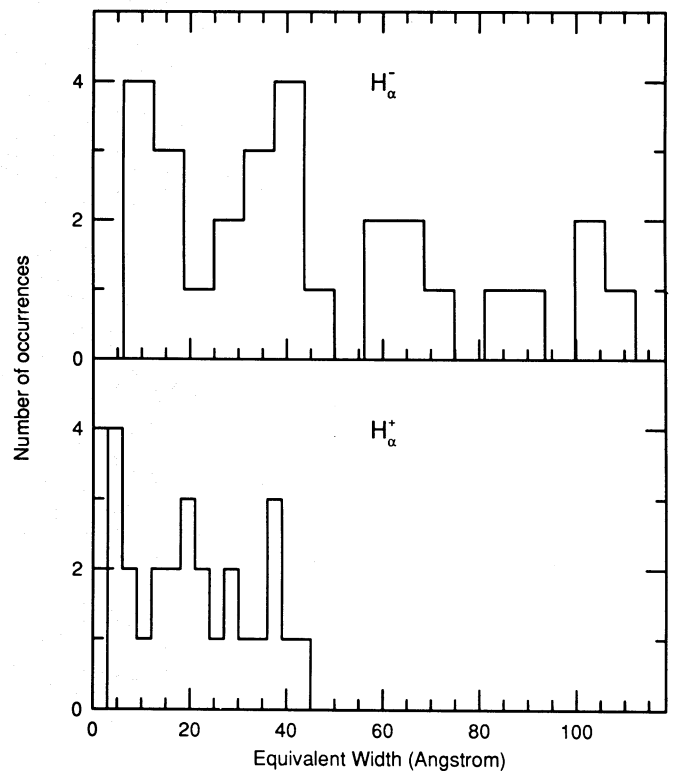 4
H⁻α
2
0
Number of occurrences
4
H⁺α
2
0
0 20 40 60 80 100
Equivalent Width (Angstrom)